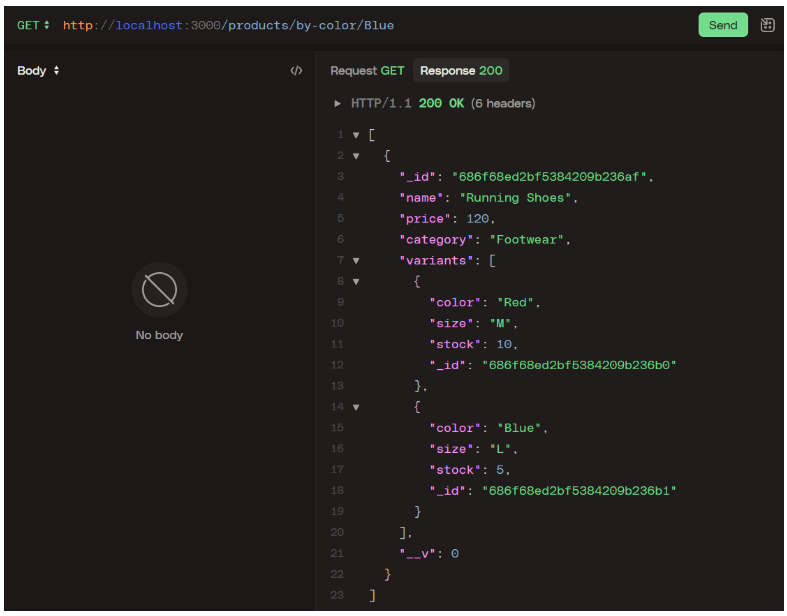 GET http://localhost:3000/products/by-color/Blue Send
Body </> Request GET Response 200
HTTP/1.1 200 OK (6 headers)
1 [
2 {
3 "_id": "686f68ed2bf5384209b236af",
4 "name": "Running Shoes",
5 "price": 120,
6 "category": "Footwear",
7 "variants": [
8 {
9 "color": "Red",
10 "size": "M",
11 "stock": 10,
12 "_id": "686f68ed2bf5384209b236b0"
13 },
14 {
15 "color": "Blue",
16 "size": "L",
17 "stock": 5,
18 "_id": "686f68ed2bf5384209b236b1"
19 }
20 ],
21 "__v": 0
22 }
23 ]
No body